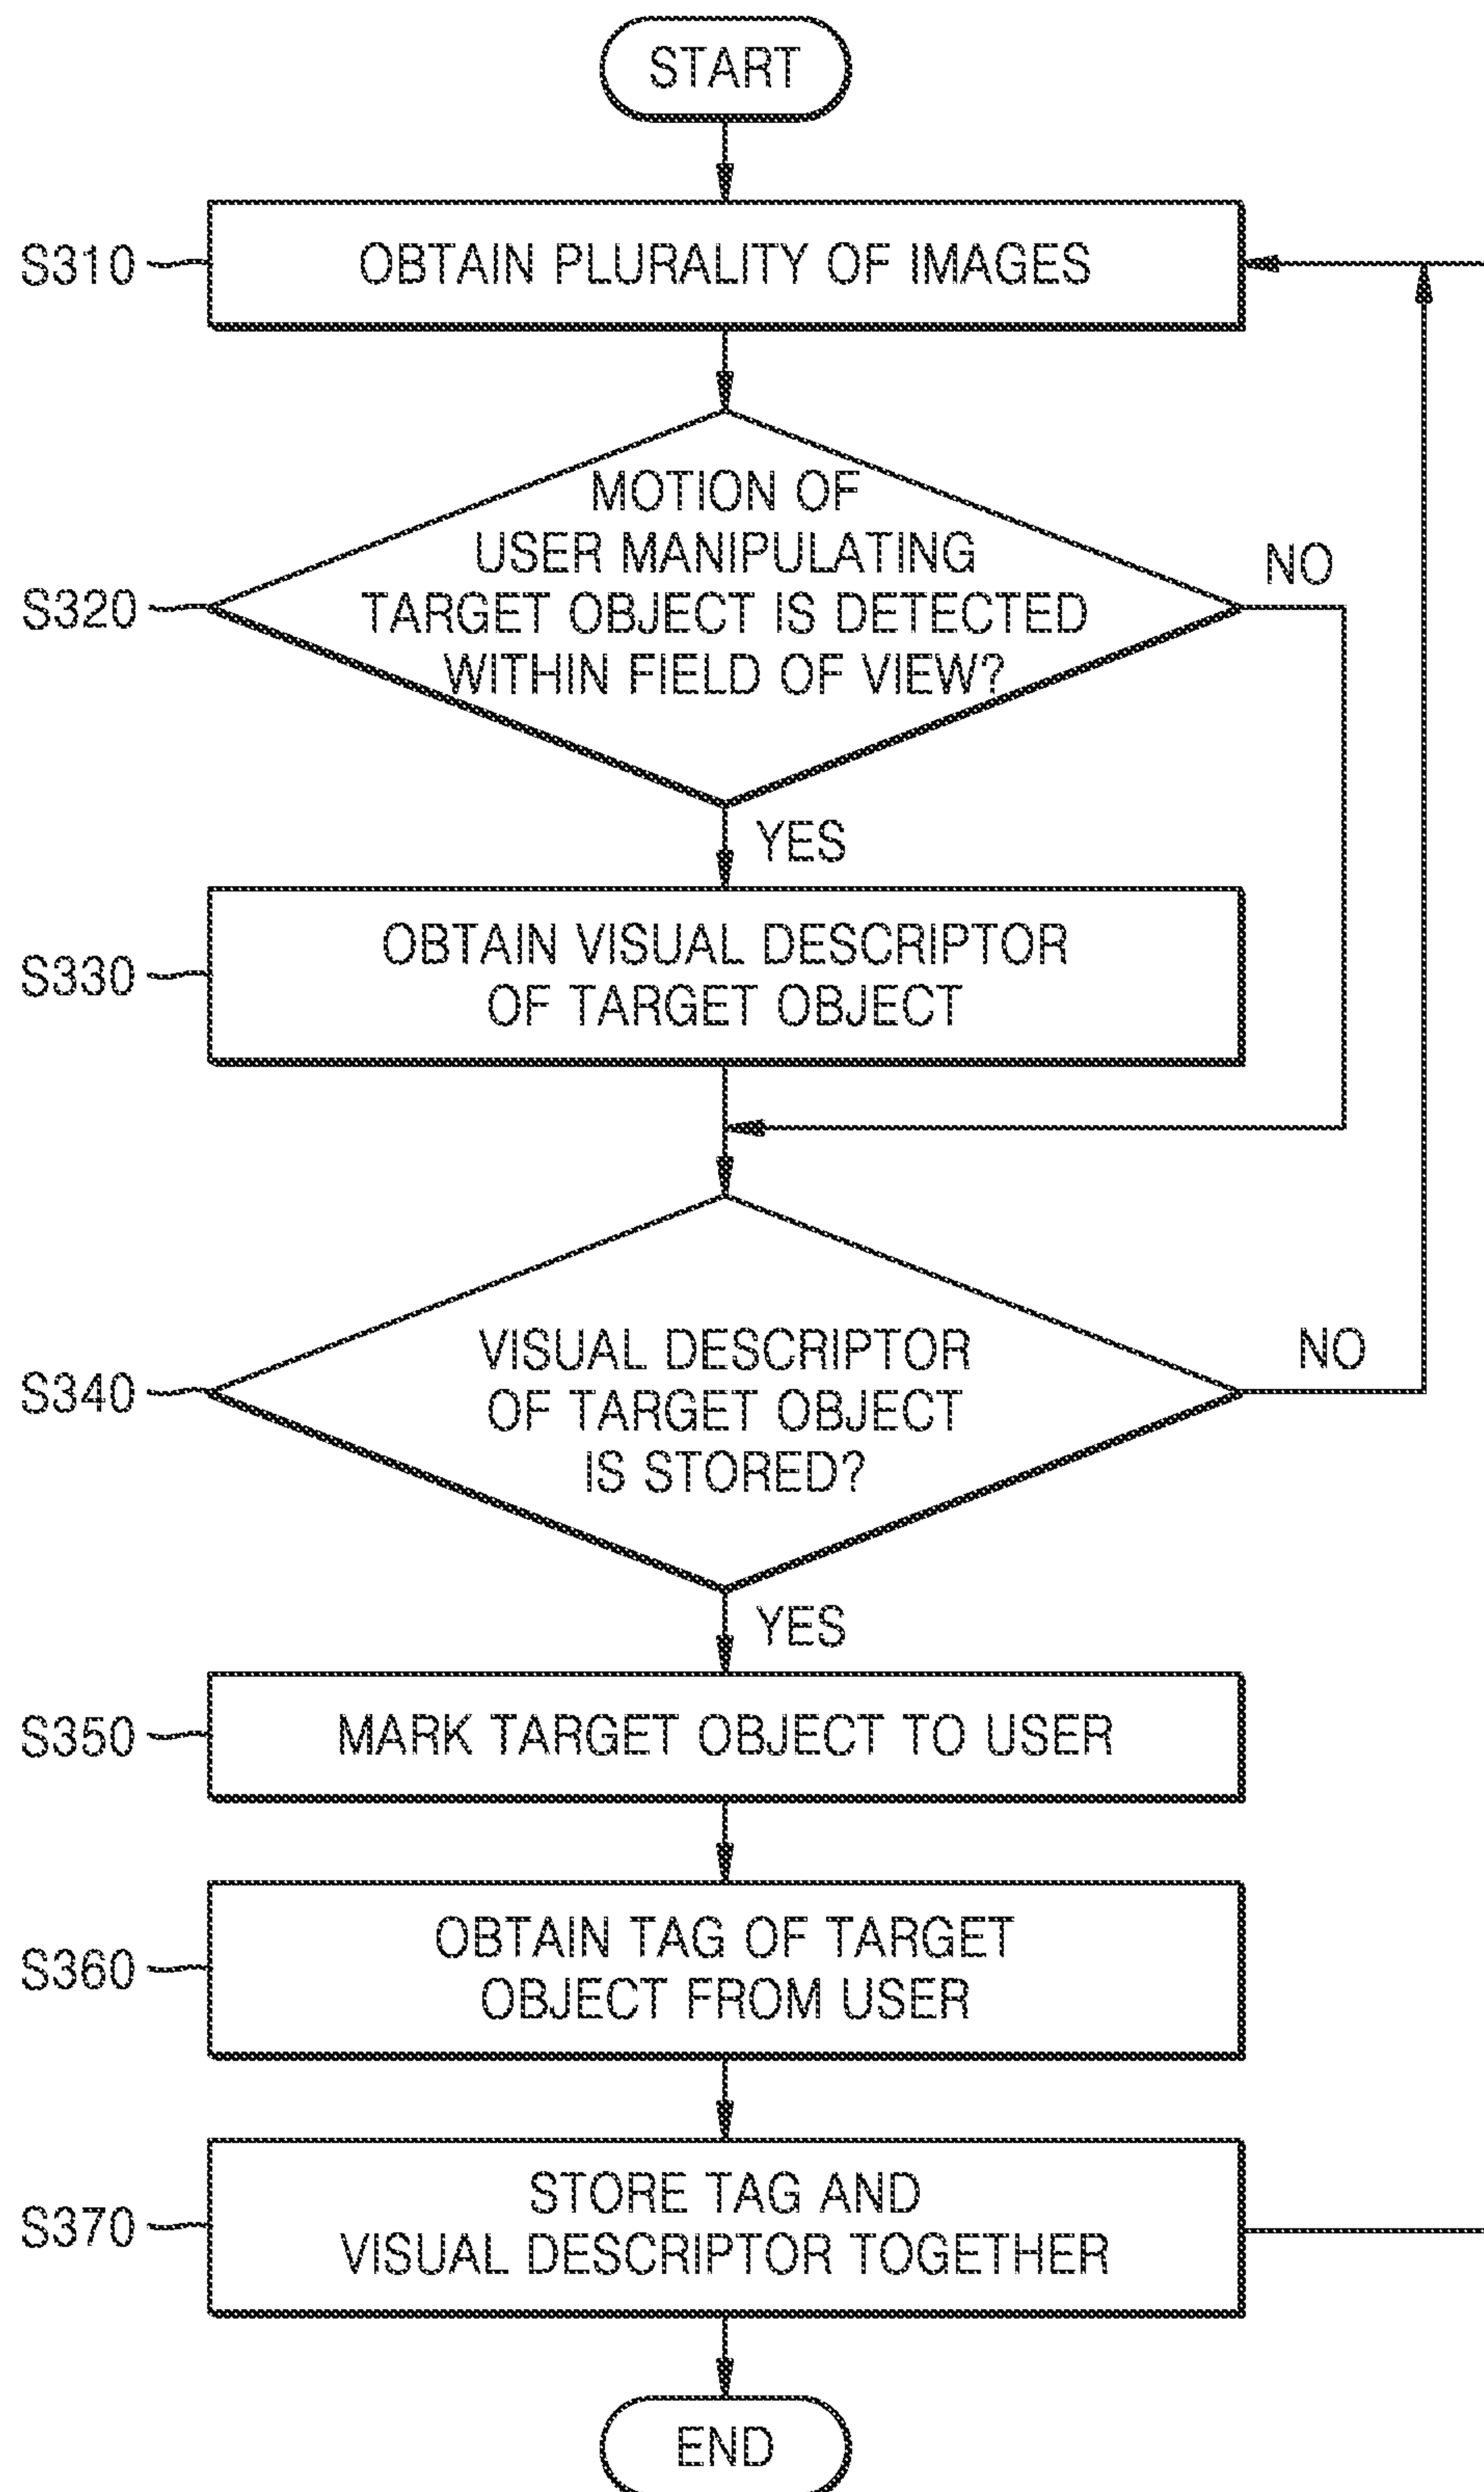 START
S310
OBTAIN PLURALITY OF IMAGES
S320
MOTION OF
USER MANIPULATING
TARGET OBJECT IS DETECTED
WITHIN FIELD OF VIEW?
NO
YES
S330
OBTAIN VISUAL DESCRIPTOR
OF TARGET OBJECT
S340
VISUAL DESCRIPTOR
OF TARGET OBJECT
IS STORED?
NO
YES
S350
MARK TARGET OBJECT TO USER
S360
OBTAIN TAG OF TARGET
OBJECT FROM USER
S370
STORE TAG AND
VISUAL DESCRIPTOR TOGETHER
END